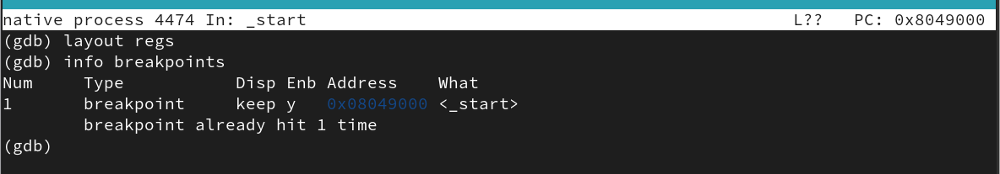 native process 4474 In: _start L?? PC: 0x8049000
(gdb) layout regs
(gdb) info breakpoints
Num Type Disp Enb Address What
1 breakpoint keep y 0x08049000 <_start>
breakpoint already hit 1 time
(gdb)